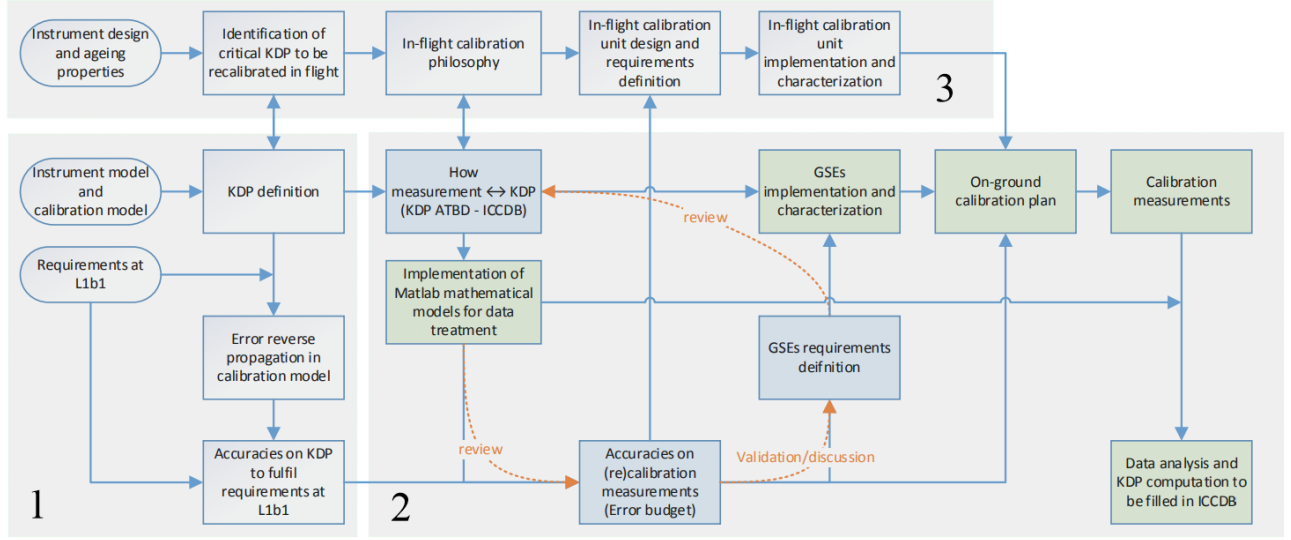 Instrument design
and ageing
properties
Identification of
critical KDP to be
recalibrated in flight
In-flight calibration
philosophy
In-flight calibration
unit design and
requirements
definition
In-flight calibration
unit
implementation and
characterization
3
Instrument model
and
calibration model
KDP definition
How
measurement ↔ KDP
(KDP ATBD - ICCDB)
GSEs
implementation and
characterization
On-ground
calibration plan
Calibration
measurements
review
Requirements at
L1b1
Implementation of
Matlab mathematical
models for data
treatment
Error reverse
propagation in
calibration model
GSEs requirements
deifnition
review
Validation/discussion
Accuracies on KDP
to fulfil
requirements at
L1b1
Accuracies on
(re)calibration
measurements
(Error budget)
Data analysis and
KDP computation to
be filled in ICCDB
1
2